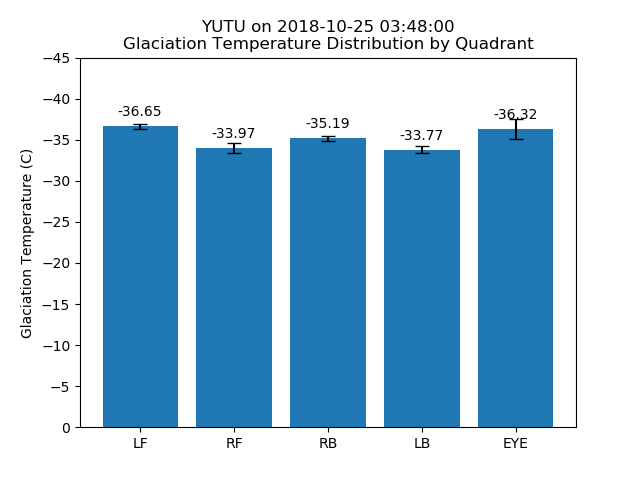 YUTU on 2018-10-25 03:48:00
Glaciation Temperature Distribution by Quadrant
Glaciation Temperature (C)
−45
−40
−35
−30
−25
−20
−15
−10
−5
0
-36.65
-33.97
-35.19
-33.77
-36.32
LF
RF
RB
LB
EYE